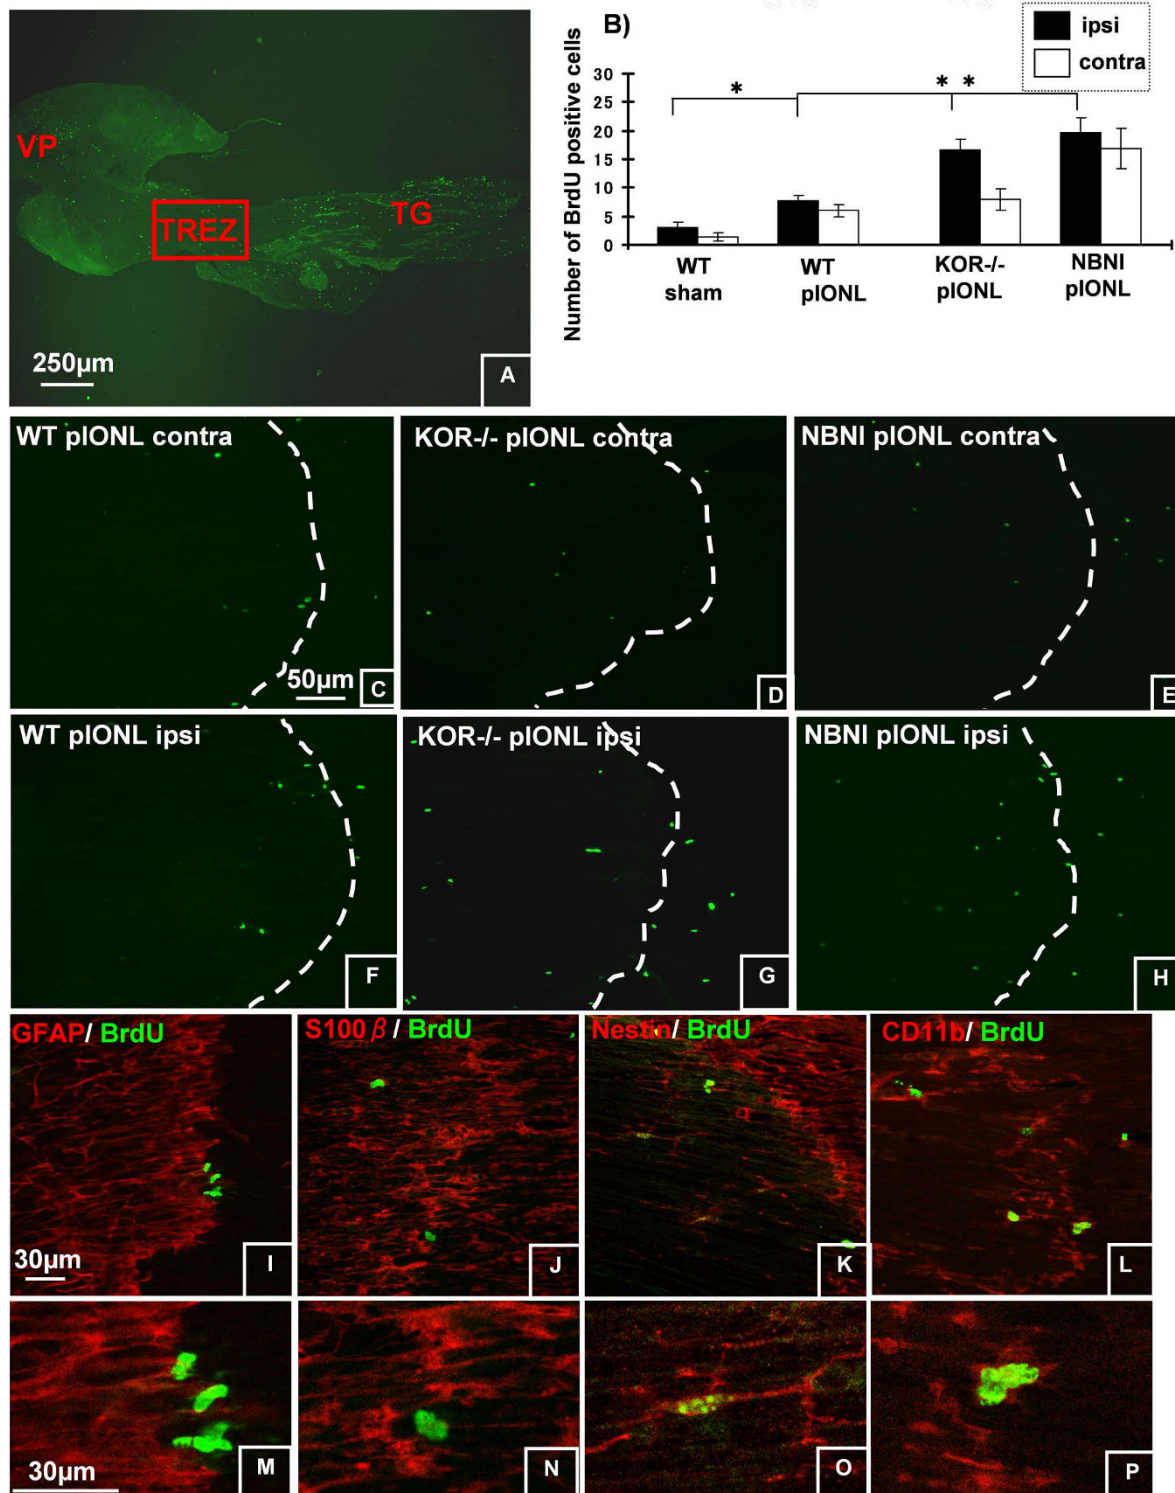 VP
TREZ
TG
250µm
A
B)
ipsi
contra
Number of BrdU positive cells
30
25
20
15
10
5
0
*
* *
WT
sham
WT
pIONL
KOR-/-
pIONL
NBNI
pIONL
WT pIONL contra
50µm
C
KOR-/- pIONL contra
D
NBNI pIONL contra
E
WT pIONL ipsi
F
KOR-/- pIONL ipsi
G
NBNI pIONL ipsi
H
GFAP/ BrdU
30µm
I
S100 β / BrdU
J
Nestin/ BrdU
K
CD11b/ BrdU
L
30µm
M
N
O
P